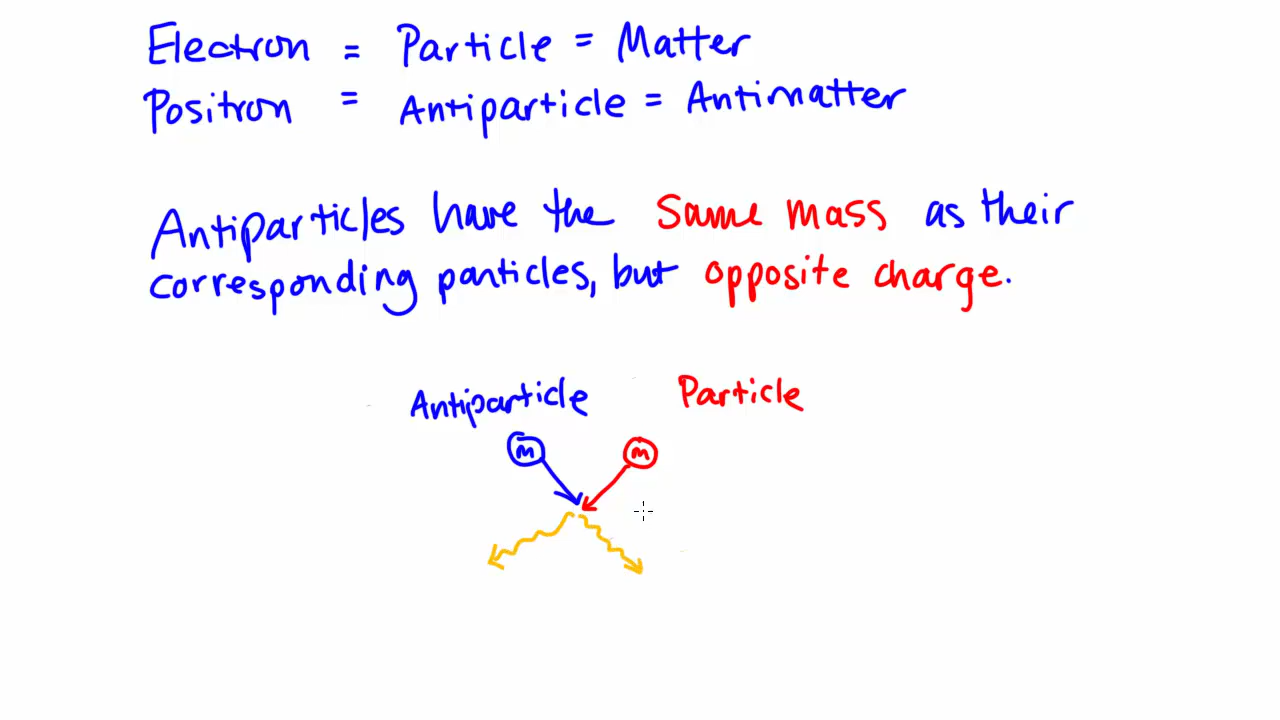 Electron = Particle = Matter
Positron = Antiparticle = Antimatter
Antiparticles have the Same mass as their
corresponding particles, but opposite charge.
Antiparticle Particle
m m